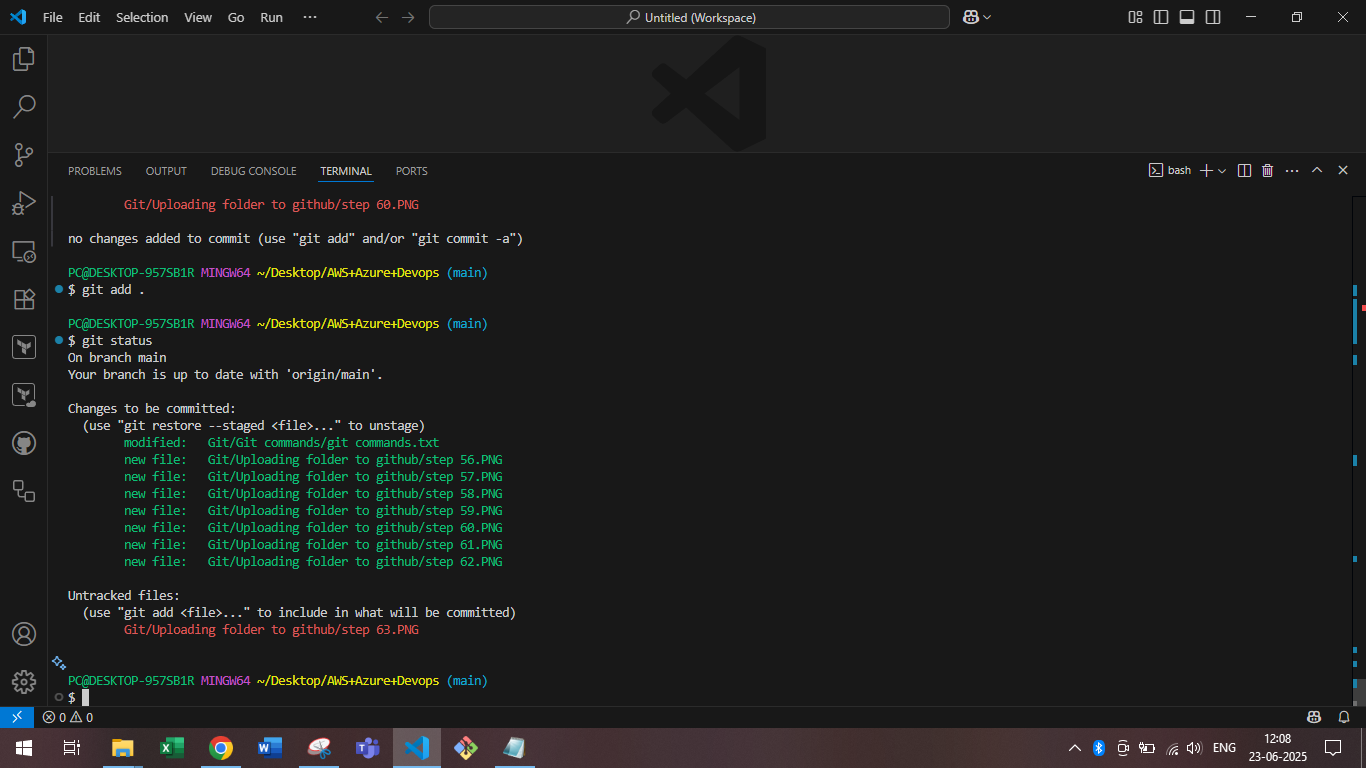 File Edit Selection View Go Run ···
Untitled (Workspace)
PROBLEMS OUTPUT DEBUG CONSOLE TERMINAL PORTS
bash
Git/Uploading folder to github/step 60.PNG
no changes added to commit (use "git add" and/or "git commit -a")
PC@DESKTOP-957SB1R MINGW64 ~/Desktop/AWS+Azure+Devops (main)
$ git add .
PC@DESKTOP-957SB1R MINGW64 ~/Desktop/AWS+Azure+Devops (main)
$ git status
On branch main
Your branch is up to date with 'origin/main'.
Changes to be committed:
(use "git restore --staged <file>..." to unstage)
modified: Git/Git commands/git commands.txt
new file: Git/Uploading folder to github/step 56.PNG
new file: Git/Uploading folder to github/step 57.PNG
new file: Git/Uploading folder to github/step 58.PNG
new file: Git/Uploading folder to github/step 59.PNG
new file: Git/Uploading folder to github/step 60.PNG
new file: Git/Uploading folder to github/step 61.PNG
new file: Git/Uploading folder to github/step 62.PNG
Untracked files:
(use "git add <file>..." to include in what will be committed)
Git/Uploading folder to github/step 63.PNG
PC@DESKTOP-957SB1R MINGW64 ~/Desktop/AWS+Azure+Devops (main)
$
0 0
ENG
12:08
23-06-2025